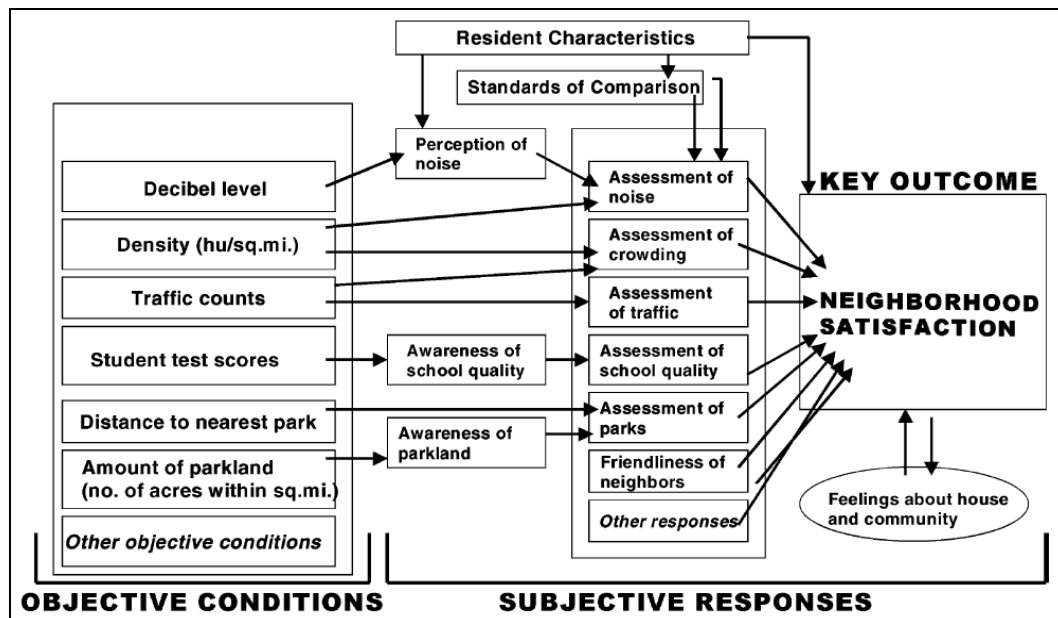 Resident Characteristics
Standards of Comparison
Perception of
noise
Decibel level
Density (hu/sq.mi.)
Traffic counts
Student test scores
Distance to nearest park
Amount of parkland
(no. of acres within sq.mi.)
Other objective conditions
Awareness of
school quality
Awareness of
parkland
Assessment of
noise
Assessment of
crowding
Assessment
of traffic
Assessment of
school quality
Assessment of
parks
Friendliness of
neighbors
Other responses
KEY OUTCOME
NEIGHBORHOOD
SATISFACTION
Feelings about house
and community
OBJECTIVE CONDITIONS
SUBJECTIVE RESPONSES